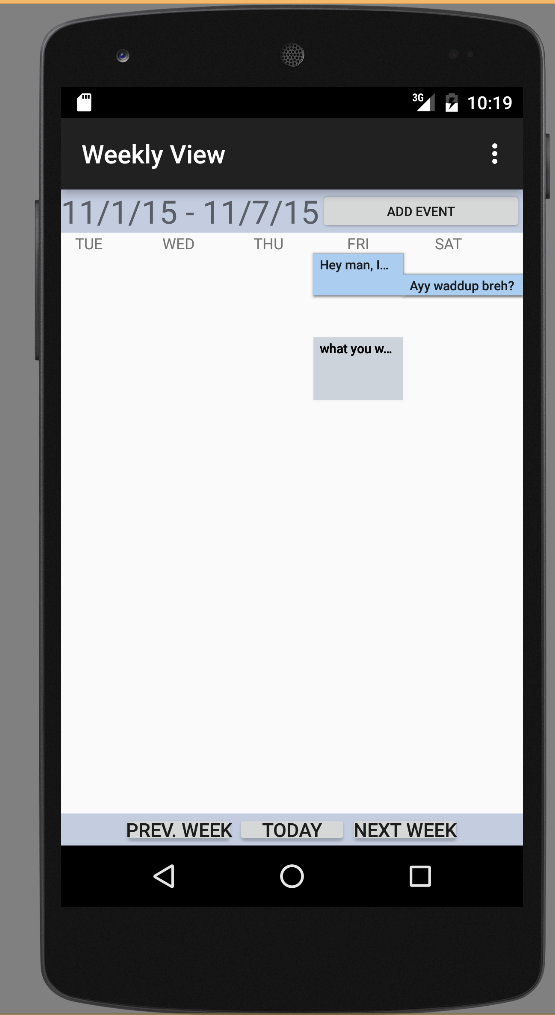 3G 10:19
Weekly View
11/1/15 - 11/7/15 ADD EVENT
TUE WED THU FRI SAT
Hey man, I...
Ayy waddup breh?
what you w...
PREV. WEEK TODAY NEXT WEEK